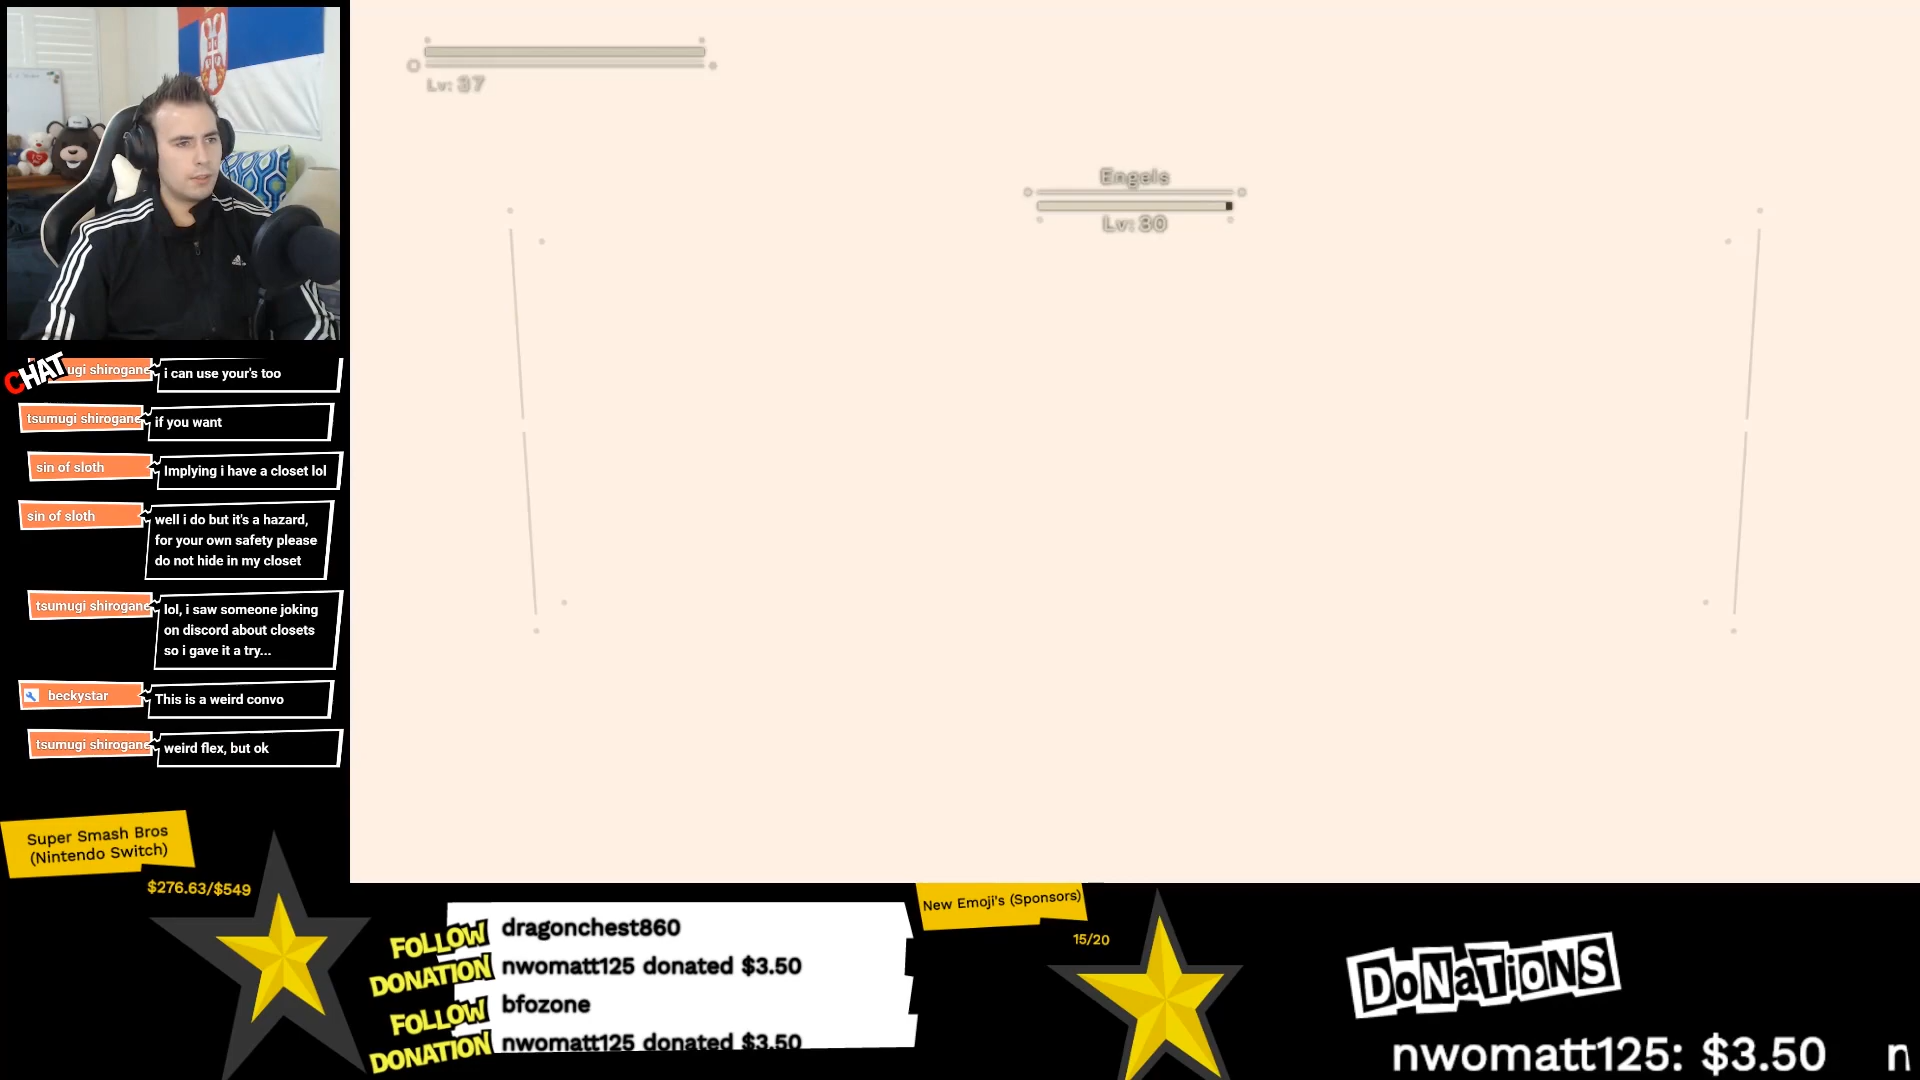 Lv: 37
Engels
Lv: 30
CHAT
ugi shirogane
i can use your's too
tsumugi shirogane
if you want
sin of sloth
Implying i have a closet lol
sin of sloth
well i do but it's a hazard,
for your own safety please
do not hide in my closet
tsumugi shirogane
lol, i saw someone joking
on discord about closets
so i gave it a try...
beckystar
This is a weird convo
tsumugi shirogane
weird flex, but ok
Super Smash Bros
(Nintendo Switch)
$276.63/$549
FOLLOW dragonchest860
DONATION nwomatt125 donated $3.50
FOLLOW bfozone
DONATION nwomatt125 donated $3.50
New Emoji's (Sponsors)
15/20
DONATIONS
nwomatt125: $3.50 n